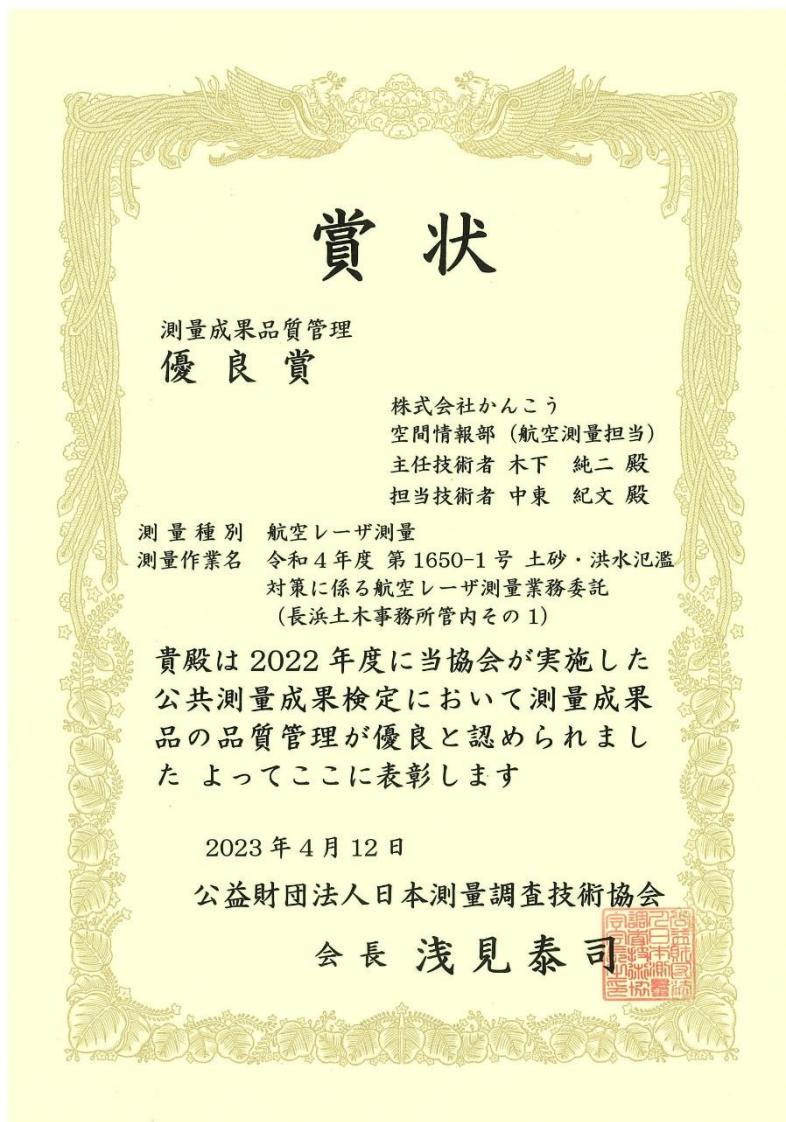 賞状
測量成果品質管理
優良賞
株式会社かんこう
空間情報部（航空測量担当）
主任技術者 木下 純二 殿
担当技術者 中東 紀文 殿
測量種別 航空レーザ測量
測量作業名 令和4年度 第1650-1号 土砂・洪水氾濫
対策に係る航空レーザ測量業務委託
（長浜土木事務所管内その1）
貴殿は2022年度に当協会が実施した
公共測量成果検定において測量成果
品の品質管理が優良と認められまし
た よってここに表彰します
2023年4月12日
公益財団法人日本測量調査技術協会
会長 浅見泰司